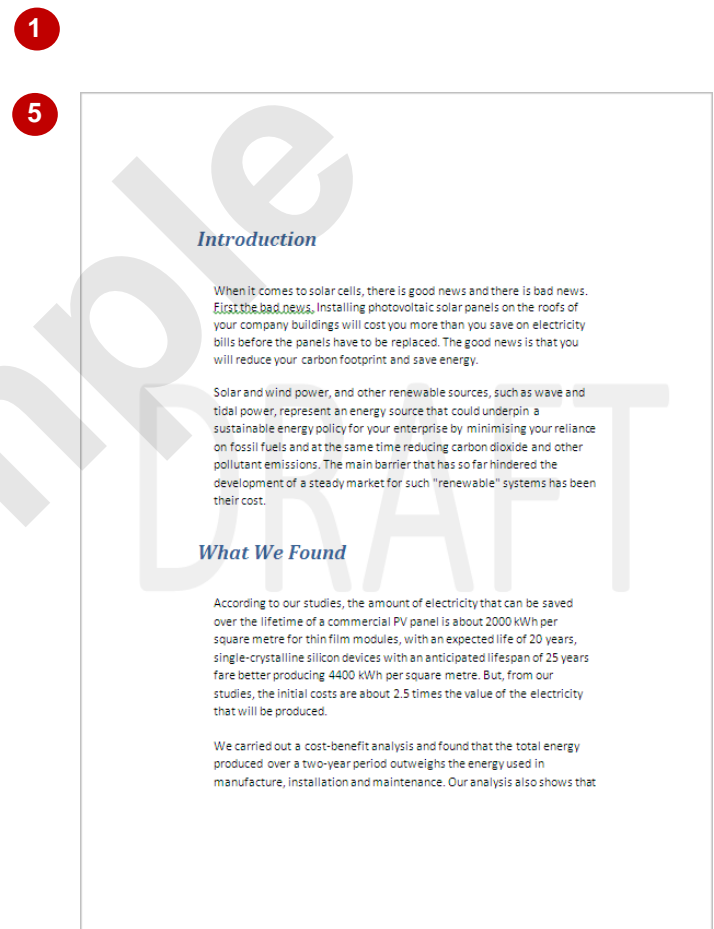 1
5
Introduction
When it comes to solar cells, there is good news and there is bad news.
First the bad news. Installing photovoltaic solar panels on the roofs of
your company buildings will cost you more than you save on electricity
bills before the panels have to be replaced. The good news is that you
will reduce your carbon footprint and save energy.
Solar and wind power, and other renewable sources, such as wave and
tidal power, represent an energy source that could underpin a
sustainable energy policy for your enterprise by minimising your reliance
on fossil fuels and at the same time reducing carbon dioxide and other
pollutant emissions. The main barrier that has so far hindered the
development of a steady market for such "renewable" systems has been
their cost.
DRAFT
What We Found
According to our studies, the amount of electricity that can be saved
over the lifetime of a commercial PV panel is about 2000 kWh per
square metre for thin film modules, with an expected life of 20 years,
single-crystalline silicon devices with an anticipated lifespan of 25 years
fare better producing 4400 kWh per square metre. But, from our
studies, the initial costs are about 2.5 times the value of the electricity
that will be produced.
We carried out a cost-benefit analysis and found that the total energy
produced over a two-year period outweighs the energy used in
manufacture, installation and maintenance. Our analysis also shows that